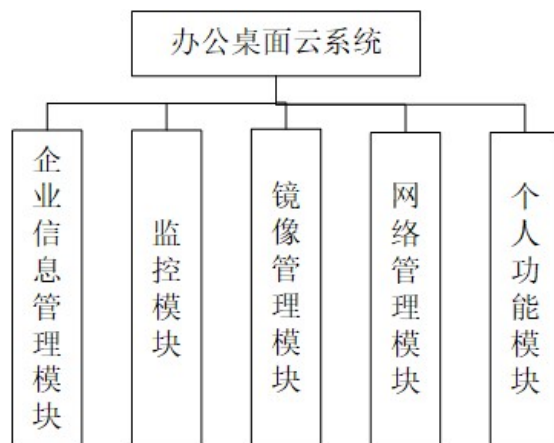 办公桌面云系统
企业信息管理模块
监控模块
镜像管理模块
网络管理模块
个人功能模块